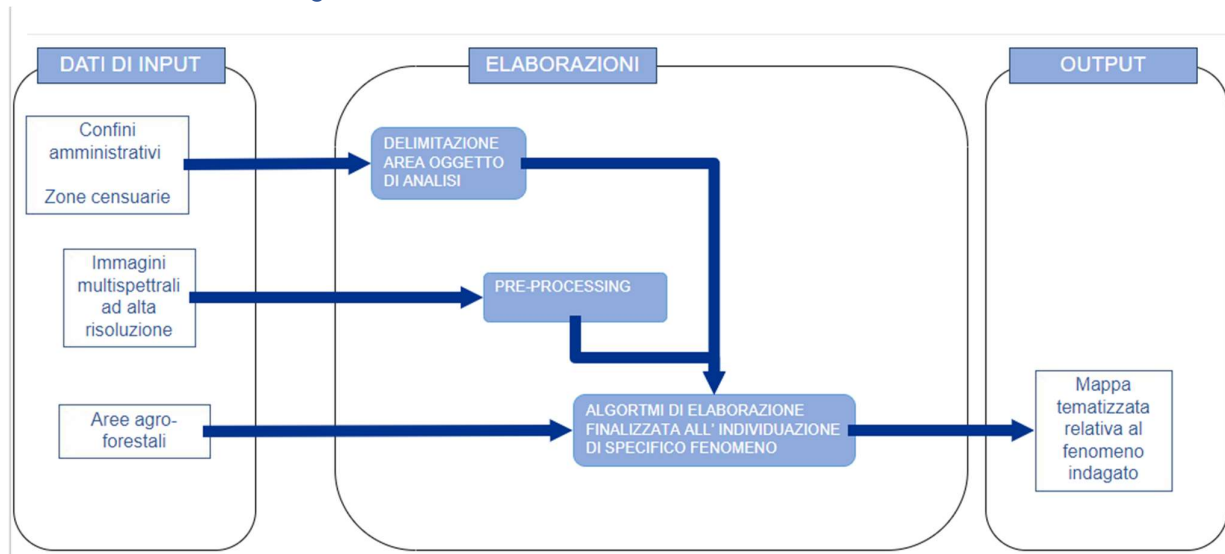 DATI DI INPUT
ELABORAZIONI
OUTPUT
Confini
amministrativi
Zone censuarie
DELIMITAZIONE
AREA OGGETTO
DI ANALISI
Immagini
multispettrali
ad alta
risoluzione
PRE-PROCESSING
Aree agro-
forestali
ALGORTMI DI ELABORAZIONE
FINALIZZATA ALL' INDIVIDUAZIONE
DI SPECIFICO FENOMENO
Mappa
tematizzata
relativa al
fenomeno
indagato